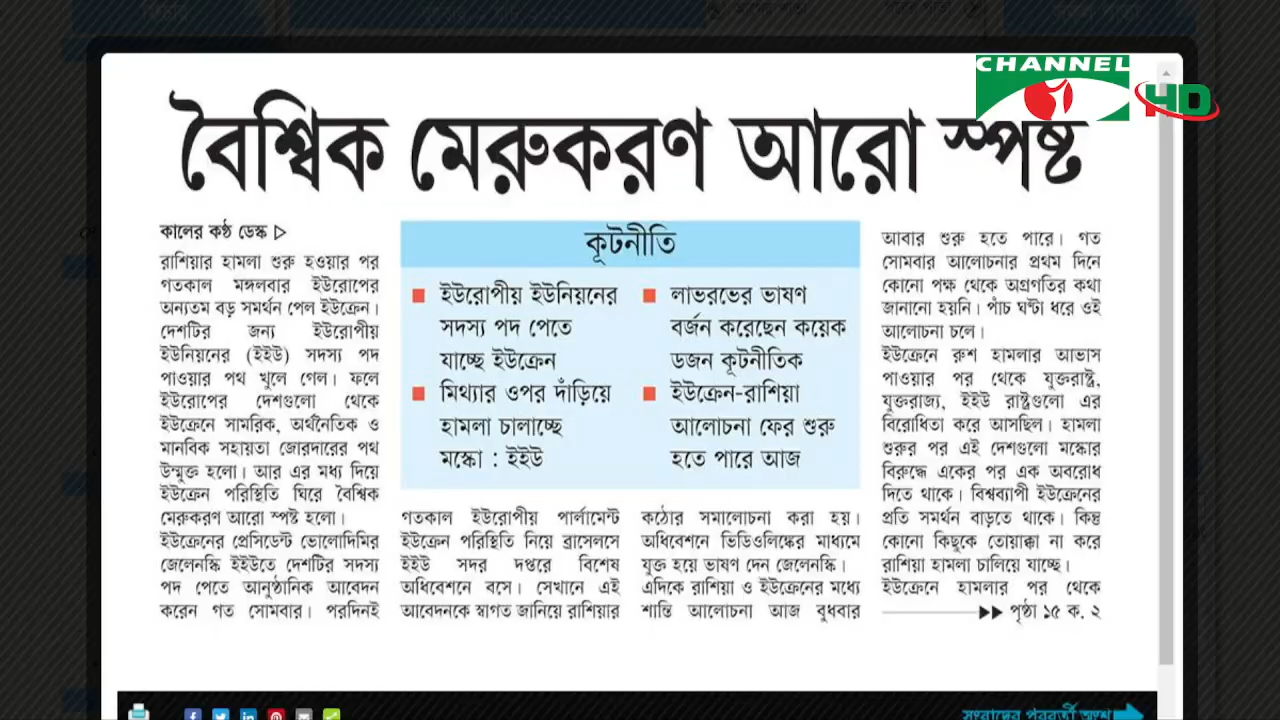 CHANNEL
HD
বৈশ্বিক মেরুকরণ আরো স্পষ্ট
কালের কণ্ঠ ডেস্ক ▷
রাশিয়ার হামলা শুরু হওয়ার পর
গতকাল মঙ্গলবার ইউরোপের
অন্যতম বড় সমর্থন পেল ইউক্রেন।
দেশটির জন্য ইউরোপীয়
ইউনিয়নের (ইইউ) সদস্য পদ
পাওয়ার পথ খুলে গেল। ফলে
ইউরোপের দেশগুলো থেকে
ইউক্রেনে সামরিক, অর্থনৈতিক ও
মানবিক সহায়তা জোরদারের পথ
উন্মুক্ত হলো। আর এর মধ্য দিয়ে
ইউক্রেন পরিস্থিতি ঘিরে বৈশ্বিক
মেরুকরণ আরো স্পষ্ট হলো।
ইউক্রেনের প্রেসিডেন্ট ভোলোদিমির
জেলেনস্কি ইইউতে দেশটির সদস্য
পদ পেতে আনুষ্ঠানিক আবেদন
করেন গত সোমবার। পরদিনই
কূটনীতি
ইউরোপীয় ইউনিয়নের
সদস্য পদ পেতে
যাচ্ছে ইউক্রেন
মিথ্যার ওপর দাঁড়িয়ে
হামলা চালাচ্ছে
মস্কো : ইইউ
লাভরভের ভাষণ
বর্জন করেছেন কয়েক
ডজন কূটনীতিক
ইউক্রেন-রাশিয়া
আলোচনা ফের শুরু
হতে পারে আজ
গতকাল ইউরোপীয় পার্লামেন্ট
ইউক্রেন পরিস্থিতি নিয়ে ব্রাসেলসে
ইইউ সদর দপ্তরে বিশেষ
অধিবেশনে বসে। সেখানে এই
আবেদনকে স্বাগত জানিয়ে রাশিয়ার
কঠোর সমালোচনা করা হয়।
অধিবেশনে ভিডিওলিঙ্কের মাধ্যমে
যুক্ত হয়ে ভাষণ দেন জেলেনস্কি।
এদিকে রাশিয়া ও ইউক্রেনের মধ্যে
শান্তি আলোচনা আজ বুধবার
আবার শুরু হতে পারে। গত
সোমবার আলোচনার প্রথম দিনে
কোনো পক্ষ থেকে অগ্রগতির কথা
জানানো হয়নি। পাঁচ ঘণ্টা ধরে ওই
আলোচনা চলে।
ইউক্রেনে রুশ হামলার আভাস
পাওয়ার পর থেকে যুক্তরাষ্ট্র,
যুক্তরাজ্য, ইইউ রাষ্ট্রগুলো এর
বিরোধিতা করে আসছিল। হামলা
শুরুর পর এই দেশগুলো মস্কোর
বিরুদ্ধে একের পর এক অবরোধ
দিতে থাকে। বিশ্বব্যাপী ইউক্রেনের
প্রতি সমর্থন বাড়তে থাকে। কিন্তু
কোনো কিছুকে তোয়াক্কা না করে
রাশিয়া হামলা চালিয়ে যাচ্ছে।
ইউক্রেনে হামলার পর থেকে
▶▶ পৃষ্ঠা ১৫ ক. ২
সংবাদের পরবর্তী অংশ